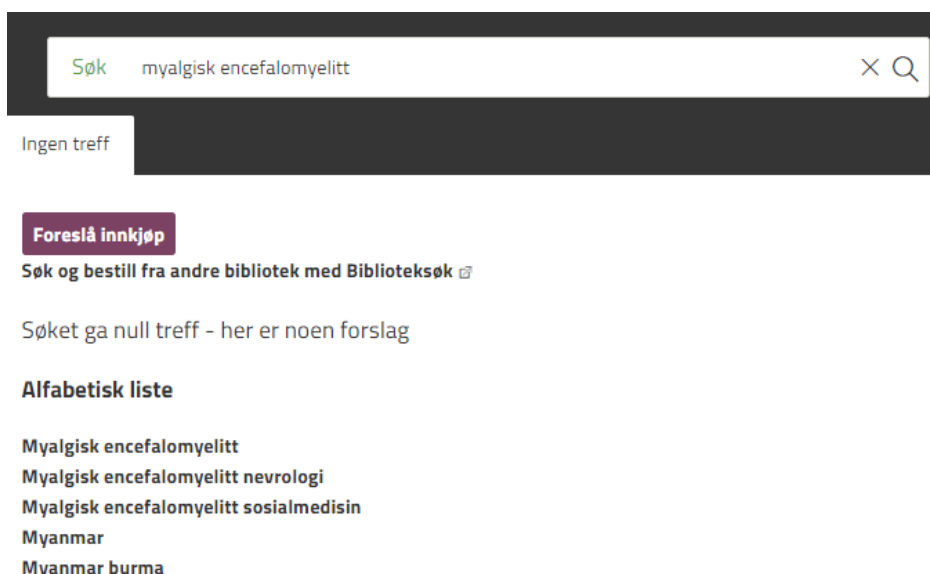 Søk myalgisk encefalomyelitt
Ingen treff
Foreslå innkjøp
Søk og bestill fra andre bibliotek med Biblioteksøk
Søket ga null treff - her er noen forslag
Alfabetisk liste
Myalgisk encefalomyelitt
Myalgisk encefalomyelitt nevrologi
Myalgisk encefalomyelitt sosialmedisin
Myanmar
Myanmar burma